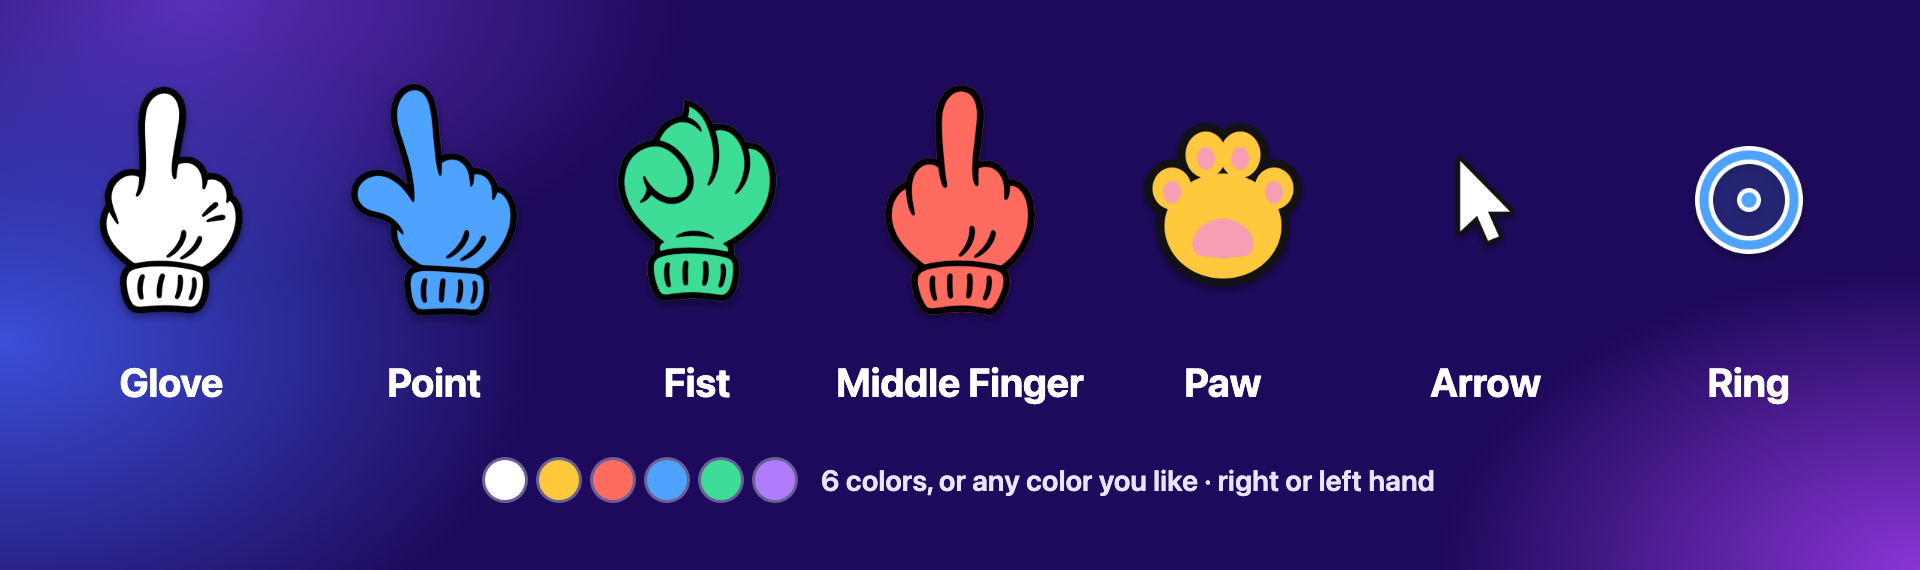 Glove Point Fist Middle Finger Paw Arrow Ring
6 colors, or any color you like · right or left hand